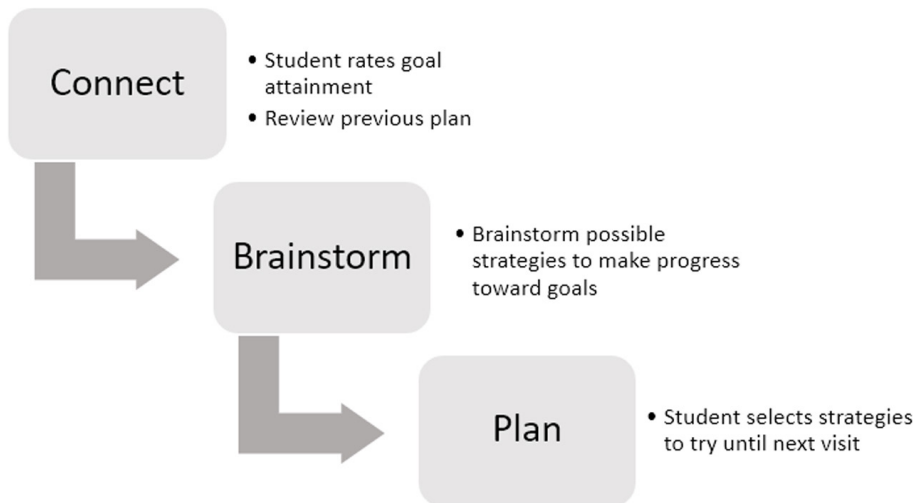 Connect
• Student rates goal
attainment
• Review previous plan
Brainstorm
• Brainstorm possible
strategies to make progress
toward goals
Plan
• Student selects strategies
to try until next visit